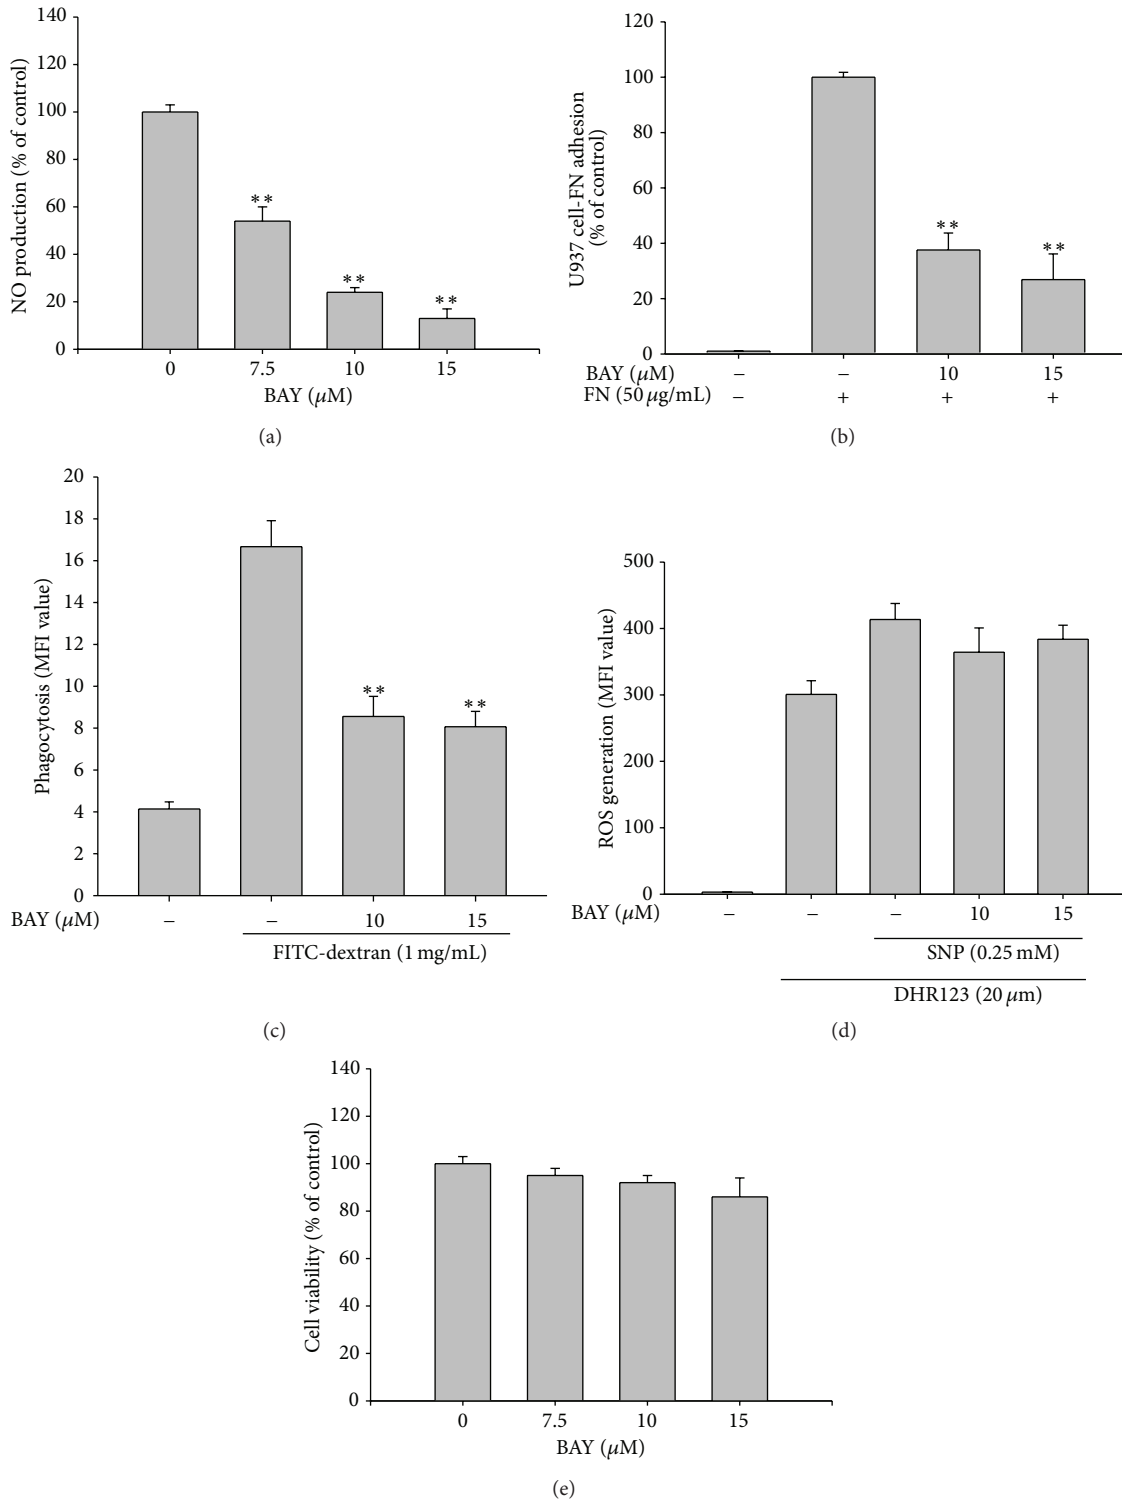 140
120
100
80
60
40
20
0
NO production (% of control)
**
**
**
0 7.5 10 15
BAY (μM)
(a)
120
100
80
60
40
20
0
U937 cell-FN adhesion
(% of control)
**
**
BAY (μM) − − 10 15
FN (50 μg/mL) − + + +
(b)
20
18
16
14
12
10
8
6
4
2
0
Phagocytosis (MFI value)
**
**
BAY (μM) − − 10 15
FITC-dextran (1 mg/mL)
(c)
500
400
300
200
100
0
ROS generation (MFI value)
BAY (μM) − − − 10 15
SNP (0.25 mM)
DHR123 (20 μm)
(d)
140
120
100
80
60
40
20
0
Cell viability (% of control)
0 7.5 10 15
BAY (μM)
(e)